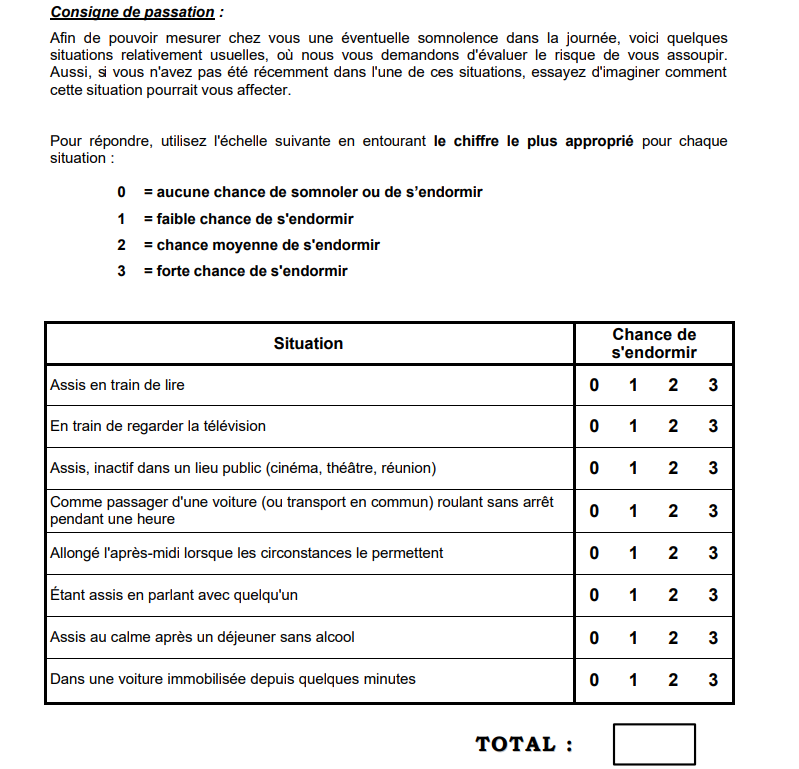 Consigne de passation :
Afin de pouvoir mesurer chez vous une éventuelle somnolence dans la journée, voici quelques
situations relativement usuelles, où nous vous demandons d'évaluer le risque de vous assoupir.
Aussi, si vous n'avez pas été récemment dans l'une de ces situations, essayez d'imaginer comment
cette situation pourrait vous affecter.
Pour répondre, utilisez l'échelle suivante en entourant le chiffre le plus approprié pour chaque
situation :
0 = aucune chance de somnoler ou de s’endormir
1 = faible chance de s'endormir
2 = chance moyenne de s'endormir
3 = forte chance de s'endormir
Situation
Chance de
s'endormir
Assis en train de lire 0 1 2 3
En train de regarder la télévision 0 1 2 3
Assis, inactif dans un lieu public (cinéma, théâtre, réunion) 0 1 2 3
Comme passager d'une voiture (ou transport en commun) roulant sans arrêt
pendant une heure 0 1 2 3
Allongé l'après-midi lorsque les circonstances le permettent 0 1 2 3
Étant assis en parlant avec quelqu'un 0 1 2 3
Assis au calme après un déjeuner sans alcool 0 1 2 3
Dans une voiture immobilisée depuis quelques minutes 0 1 2 3
TOTAL :